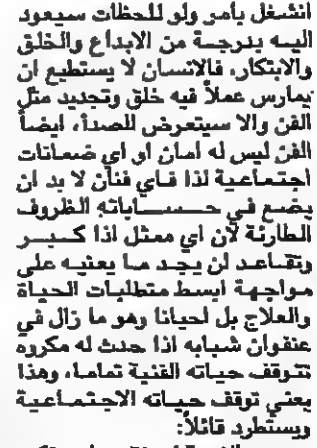 انشغل بأمر ولو للحظات سيعود
اليه بدرجة من الابداع والخلق
والابتكار. فالانسان لا يستطيع ان
يمارس عملاً فيه خلق وتجديد مثل
الفن والا سيتعرض للصدأ، ايضاً
الفن ليس له امان او اي ضمانات
اجتماعية لذا فاي فنان لا بد ان
يضع في حساباته الظروف
الطارئة لان اي ممثل اذا كبر
وتقاعد لن يجد ما يعنيه على
مواجهة ابسط متطلبات الحياة
والعلاج بل احيانا وهو ما زال في
عنفوان شبابه اذا حدث له مكروه
تتوقف حياته الفنية تماما، وهذا
يعني توقف حياته الاجتماعية
ويستطرد قائلاً: